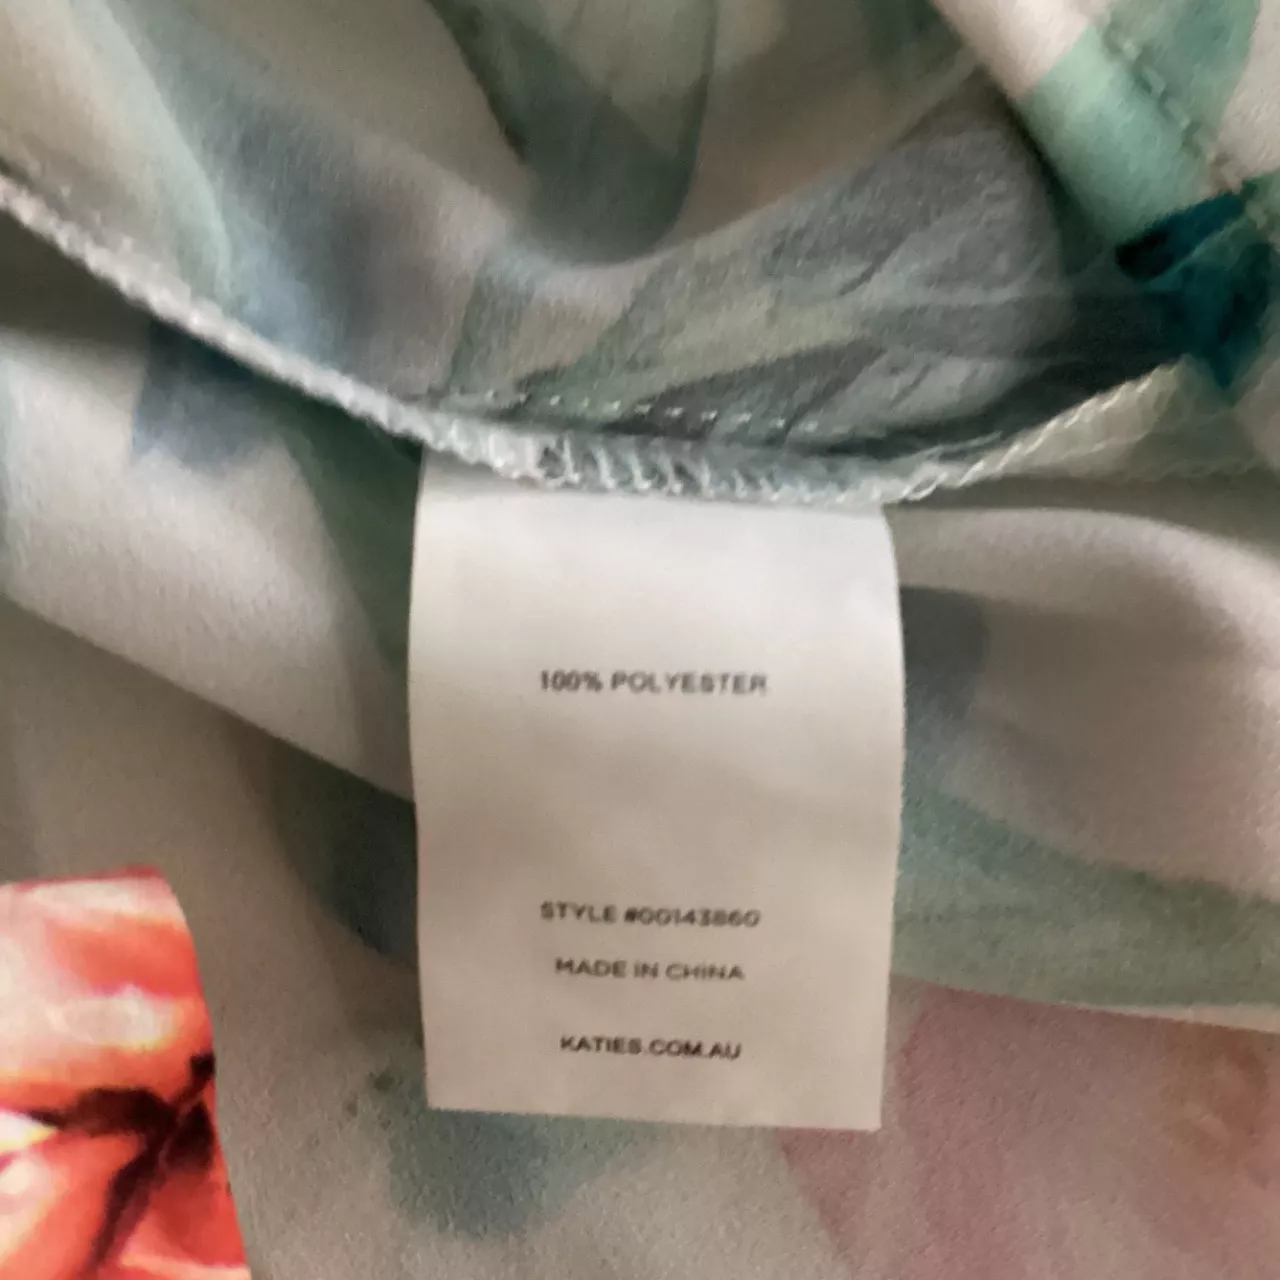 100% POLYESTER
STYLE #00143860
MADE IN CHINA
KATIES.COM.AU